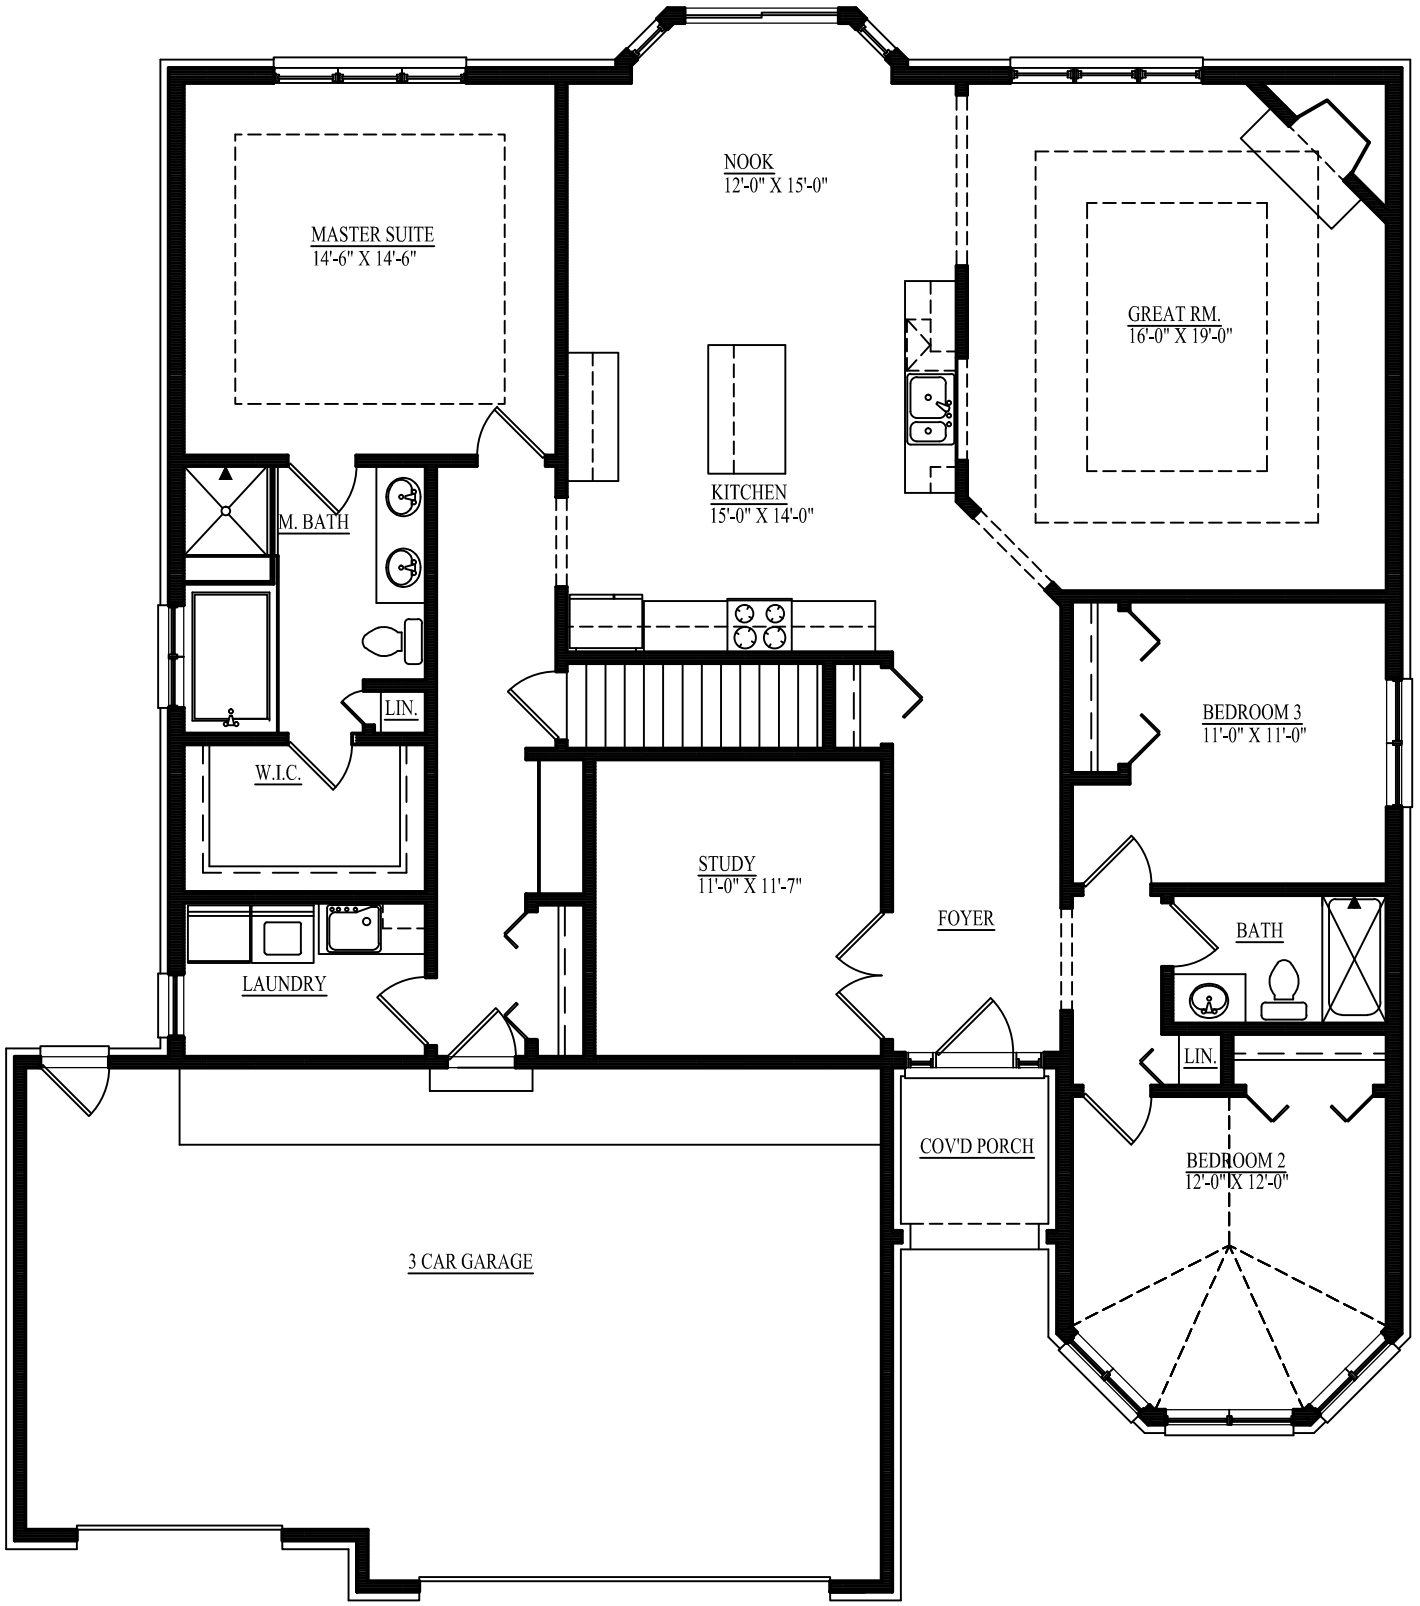 NOOK
12'-0" X 15'-0"
MASTER SUITE
14'-6" X 14'-6"
GREAT RM.
16'-0" X 19'-0"
KITCHEN
15'-0" X 14'-0"
M. BATH
LIN.
BEDROOM 3
11'-0" X 11'-0"
W.I.C.
STUDY
11'-0" X 11'-7"
FOYER
BATH
LAUNDRY
LIN.
COV'D PORCH
BEDROOM 2
12'-0" X 12'-0"
3 CAR GARAGE